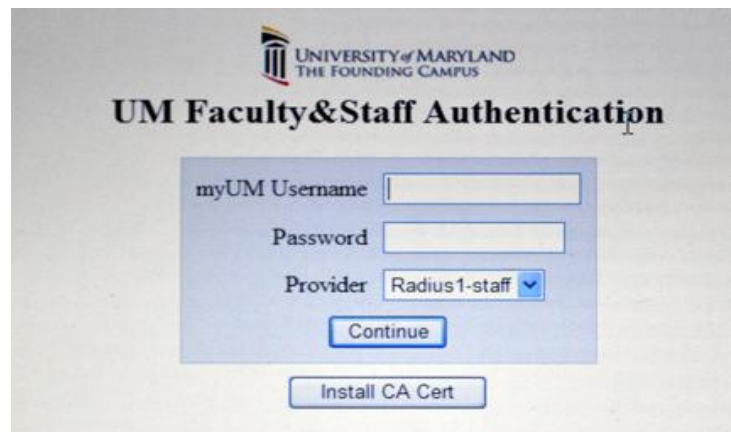 UNIVERSITY of MARYLAND
THE FOUNDING CAMPUS
UM Faculty&Staff Authentication
myUM Username
Password
Provider Radius1-staff
Continue
Install CA Cert